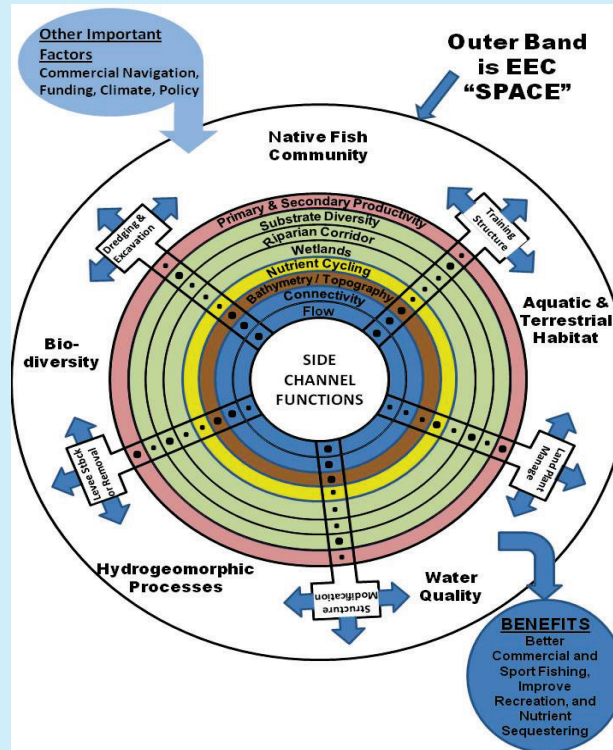 Other Important
Factors
Commercial Navigation,
Funding, Climate, Policy
Outer Band
is EEC
“SPACE”
Native Fish
Community
Dredging &
Excavation
Training
Structure
Primary & Secondary Productivity
Substrate Diversity
Riparian Corridor
Wetlands
Nutrient Cycling
Bathymetry / Topography
Connectivity
Flow
SIDE
CHANNEL
FUNCTIONS
Bio-
diversity
Aquatic &
Terrestrial
Habitat
Levee Stbck
or Removal
Land Plant
Manage
Hydrogeomorphic
Processes
Structure
Modification
Water
Quality
BENEFITS
Better
Commercial and
Sport Fishing,
Improve
Recreation, and
Nutrient
Sequestering